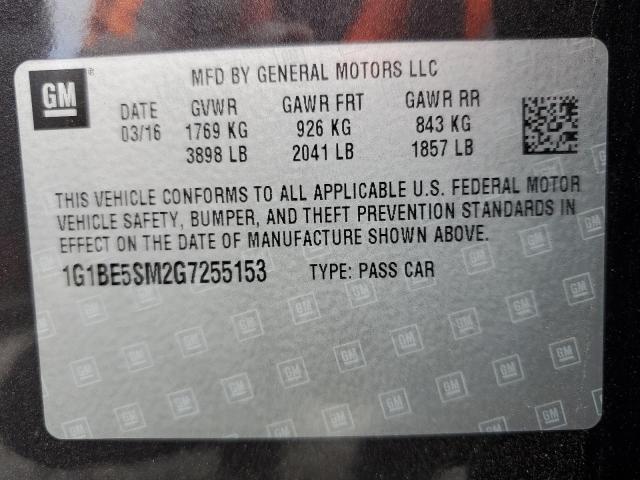 GM ® MFD BY GENERAL MOTORS LLC
DATE GVWR GAWR FRT GAWR RR
03/16 1769 KG 926 KG 843 KG
3898 LB 2041 LB 1857 LB
THIS VEHICLE CONFORMS TO ALL APPLICABLE U.S. FEDERAL MOTOR
VEHICLE SAFETY, BUMPER, AND THEFT PREVENTION STANDARDS IN
EFFECT ON THE DATE OF MANUFACTURE SHOWN ABOVE.
1G1BE5SM2G7255153 TYPE: PASS CAR